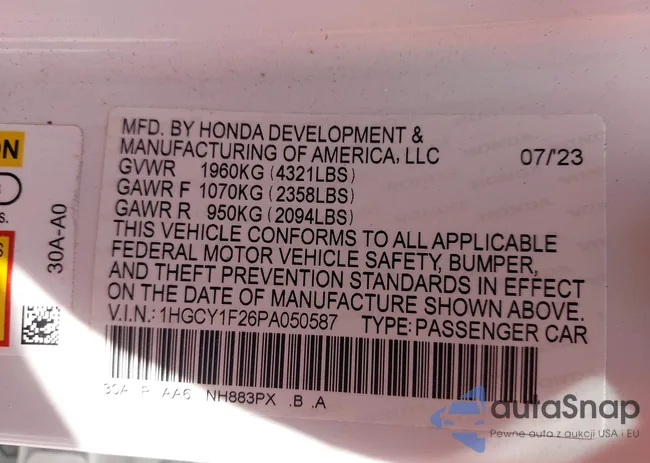 MFD. BY HONDA DEVELOPMENT &
MANUFACTURING OF AMERICA, LLC 07/'23
GVWR 1960KG (4321LBS)
GAWR F 1070KG (2358LBS)
GAWR R 950KG (2094LBS)
THIS VEHICLE CONFORMS TO ALL APPLICABLE
FEDERAL MOTOR VEHICLE SAFETY, BUMPER,
AND THEFT PREVENTION STANDARDS IN EFFECT
ON THE DATE OF MANUFACTURE SHOWN ABOVE.
V.I.N.: 1HGCY1F26PA050587 TYPE: PASSENGER CAR
30A AA6 NH883PX .B .A
30A-A0
ON
3
s.
S
autoSnap
Pewne auta z aukcji USA i EU